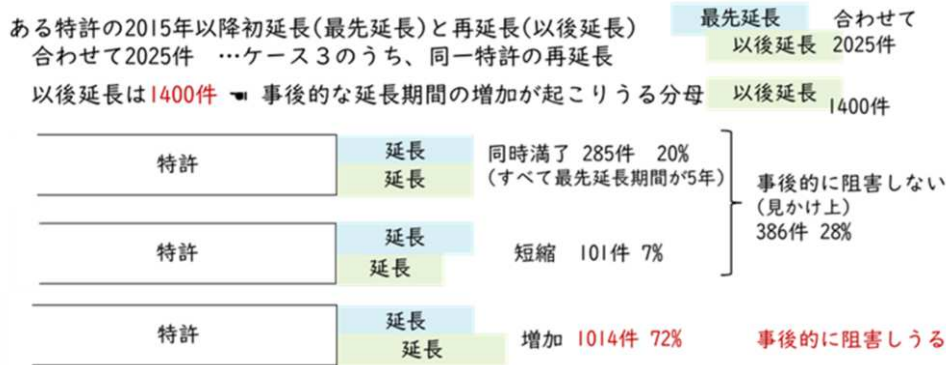 ある特許の2015年以降初延長(最先延長)と再延長(以後延長)
合わせて2025件 …ケース3のうち、同一特許の再延長
最先延長 合わせて
以後延長 2025件
以後延長は1400件 ☚ 事後的な延長期間の増加が起こりうる分母
以後延長
1400件
特許
延長
延長
同時満了 285件 20%
(すべて最先延長期間が5年)
特許
延長
延長
短縮 101件 7%
事後的に阻害しない
(見かけ上)
386件 28%
特許
延長
延長
増加 1014件 72%
事後的に阻害しうる